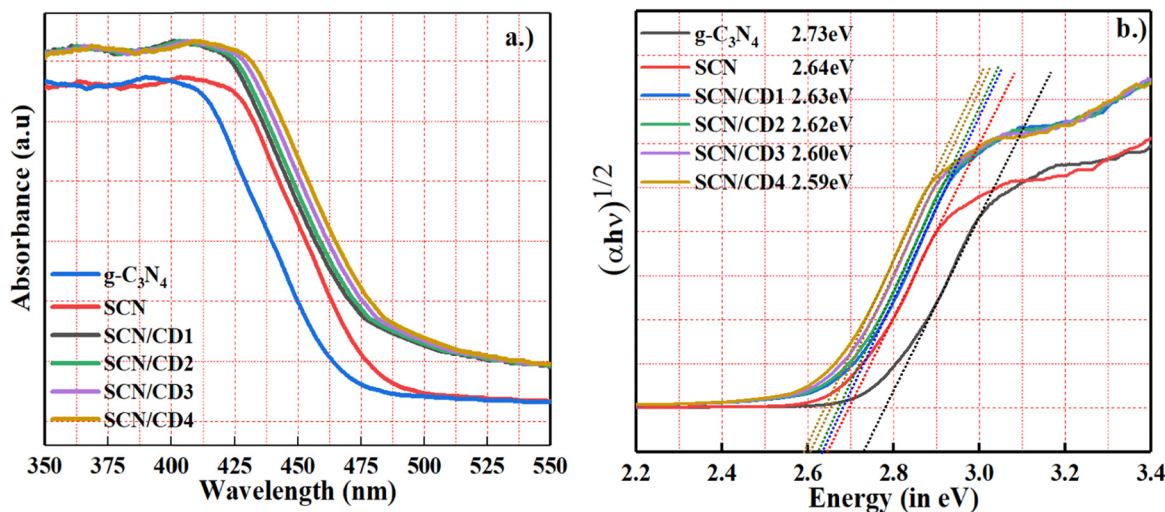 a.)
Absorbance (a.u)
g-C₃N₄
SCN
SCN/CD1
SCN/CD2
SCN/CD3
SCN/CD4
350 375 400 425 450 475 500 525 550
Wavelength (nm)
b.)
(αhν)^1/2
g-C₃N₄ 2.73eV
SCN 2.64eV
SCN/CD1 2.63eV
SCN/CD2 2.62eV
SCN/CD3 2.60eV
SCN/CD4 2.59eV
2.2 2.4 2.6 2.8 3.0 3.2 3.4
Energy (in eV)